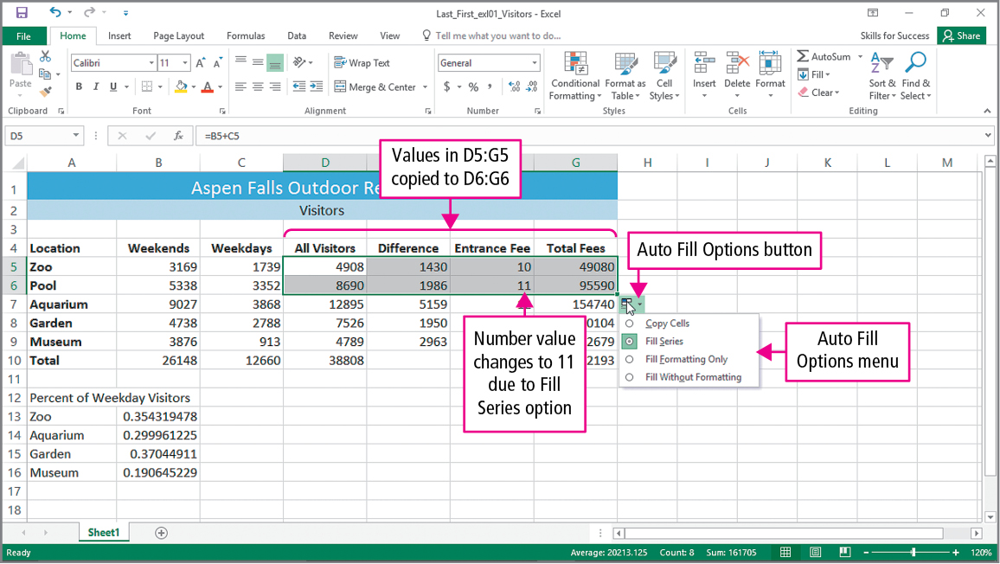 Last_First_exl01_Visitors - Excel
File Home Insert Page Layout Formulas Data Review View Tell me what you want to do... Skills for Success Share
Paste
Calibri 11
B I U
Wrap Text
Merge & Center
General
$ % ,
Conditional Formatting
Format as Table
Cell Styles
Insert Delete Format
AutoSum
Fill
Clear
Sort & Filter
Find & Select
Clipboard Font Alignment Number Styles Cells Editing
D5 fx =B5+C5
Values in D5:G5
copied to D6:G6
A B C D G H I J K L M
1 Aspen Falls Outdoor
2 Visitors
3
4 Location Weekends Weekdays All Visitors Difference Entrance Fee Total Fees
5 Zoo 3169 1739 4908 1430 10 49080
6 Pool 5338 3352 8690 1986 11 95590
7 Aquarium 9027 3868 12895 5159 154740
8 Garden 4738 2788 7526 1950 0104
9 Museum 3876 913 4789 2963 2679
10 Total 26148 12660 38808 2193
11
12 Percent of Weekday Visitors
13 Zoo 0.354319478
14 Aquarium 0.299961225
15 Garden 0.37044911
16 Museum 0.190645229
17
18
Auto Fill Options button
Copy Cells
Fill Series
Fill Formatting Only
Fill Without Formatting
Auto Fill
Options menu
Number value
changes to 11
due to Fill
Series option
Sheet1
Ready Average: 20213.125 Count: 8 Sum: 161705 120%